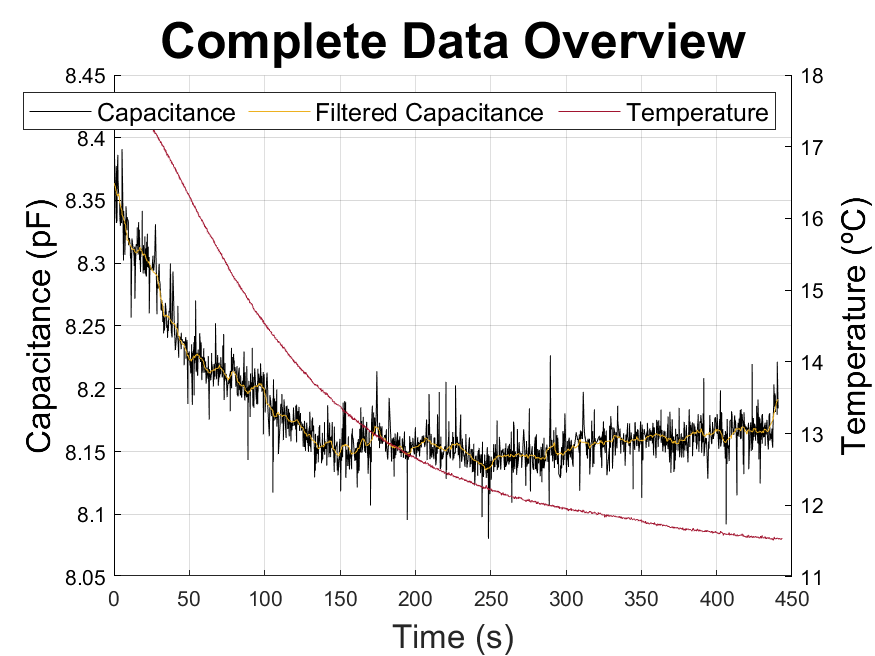 Complete Data Overview
Capacitance Filtered Capacitance Temperature
8.45
8.4
8.35
8.3
8.25
8.2
8.15
8.1
8.05
Capacitance (pF)
18
17
16
15
14
13
12
11
Temperature (ºC)
0 50 100 150 200 250 300 350 400 450
Time (s)